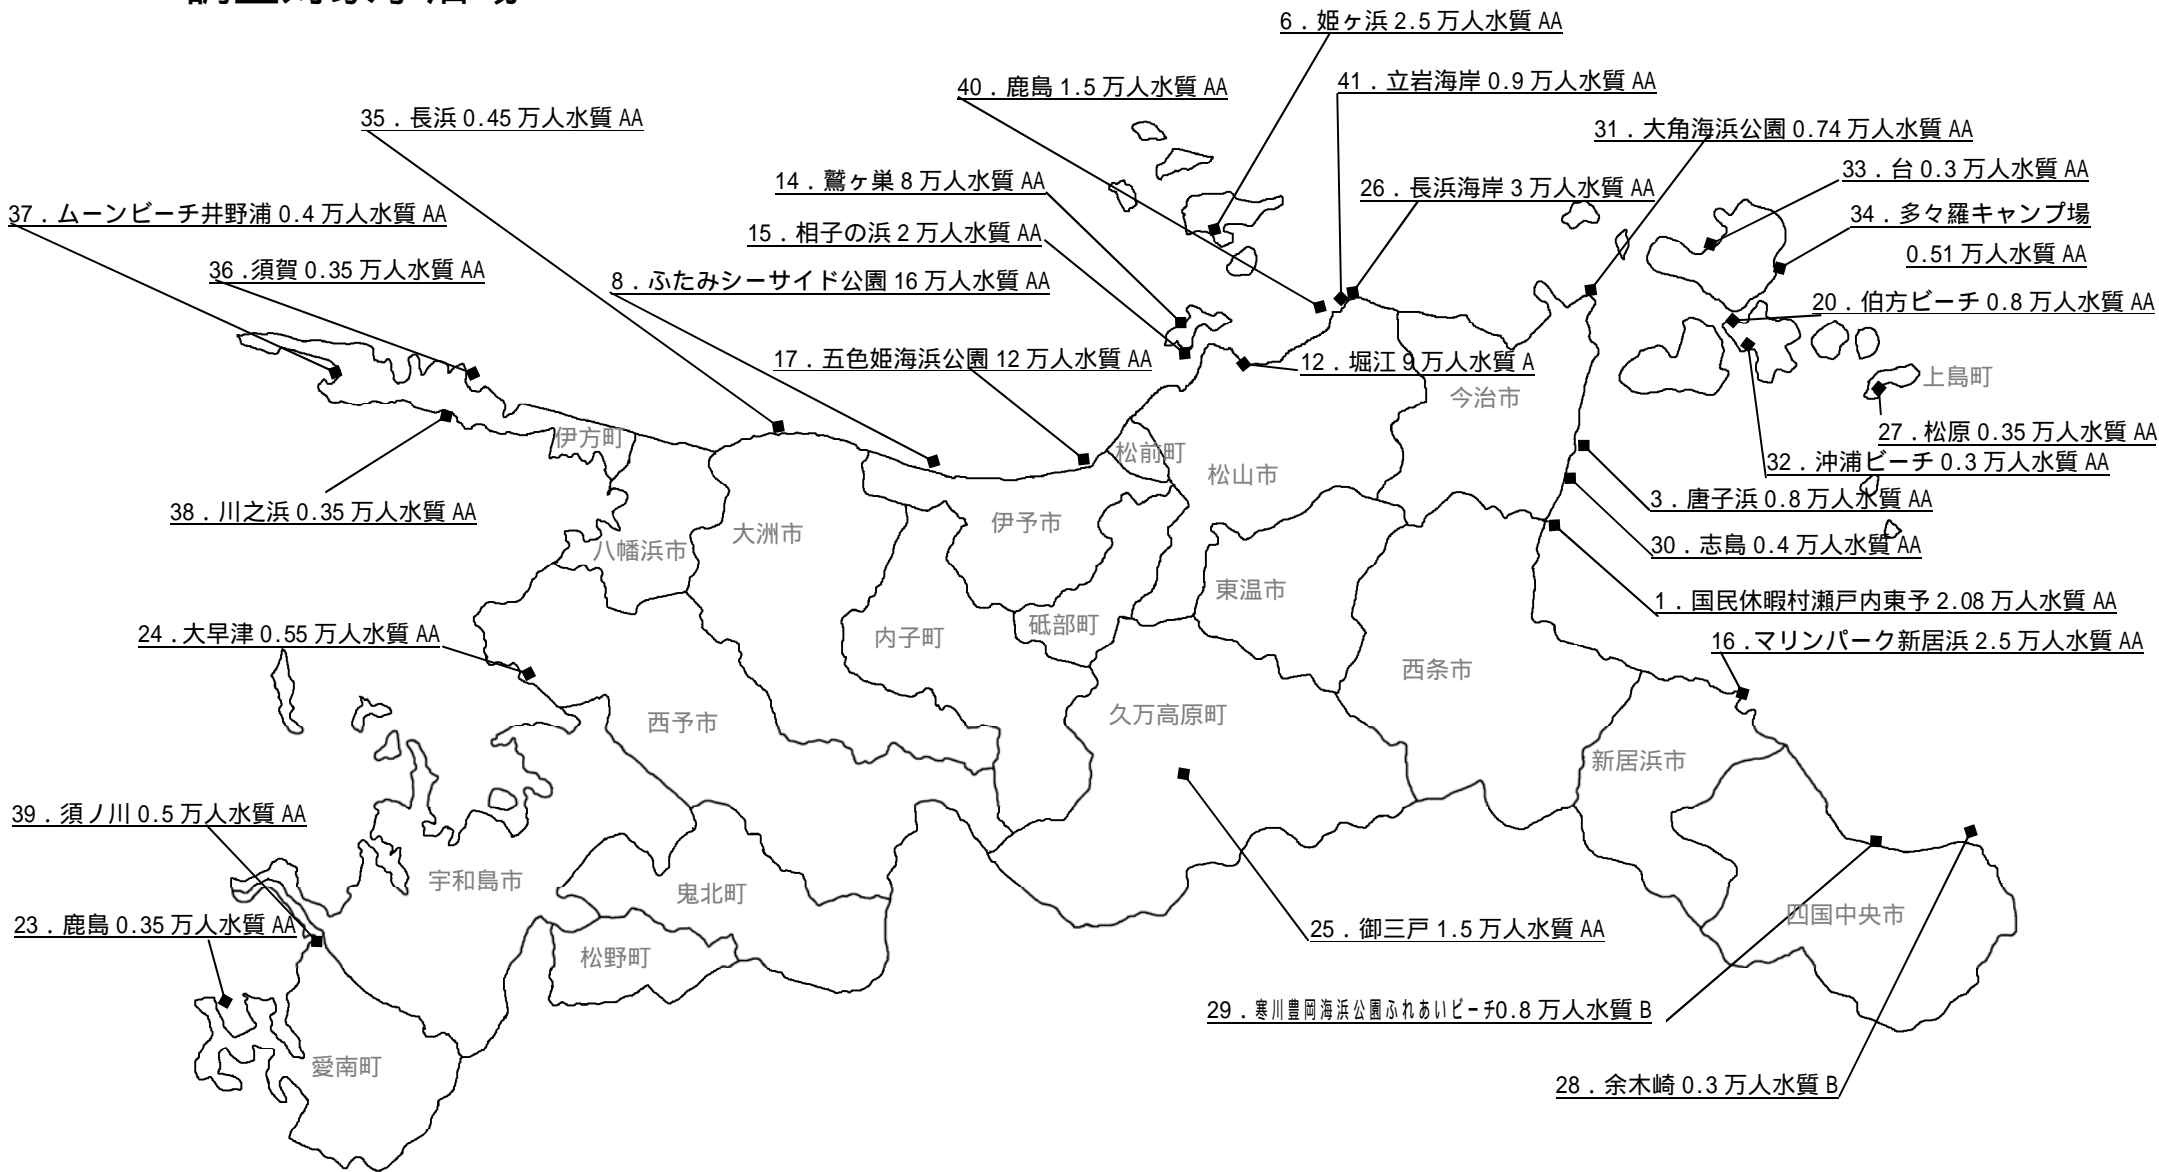 6．姫ヶ浜 2.5 万人水質 AA
40．鹿島 1.5 万人水質 AA
41．立岩海岸 0.9 万人水質 AA
35．長浜 0.45 万人水質 AA
31．大角海浜公園 0.74 万人水質 AA
14．鷲ヶ巣 8 万人水質 AA
26．長浜海岸 3 万人水質 AA
33．台 0.3 万人水質 AA
37．ムーンビーチ井野浦 0.4 万人水質 AA
34．多々羅キャンプ場
0.51 万人水質 AA
15．相子の浜 2 万人水質 AA
36．須賀 0.35 万人水質 AA
8．ふたみシーサイド公園 16 万人水質 AA
20．伯方ビーチ 0.8 万人水質 AA
17．五色姫海浜公園 12 万人水質 AA
12．堀江 9 万人水質 A
上島町
今治市
27．松原 0.35 万人水質 AA
伊方町
松前町
32．沖浦ビーチ 0.3 万人水質 AA
松山市
3．唐子浜 0.8 万人水質 AA
38．川之浜 0.35 万人水質 AA
伊予市
大洲市
八幡浜市
30．志島 0.4 万人水質 AA
東温市
1．国民休暇村瀬戸内東予 2.08 万人水質 AA
砥部町
24．大早津 0.55 万人水質 AA
内子町
16．マリンパーク新居浜 2.5 万人水質 AA
西条市
久万高原町
西予市
新居浜市
39．須ノ川 0.5 万人水質 AA
宇和島市
鬼北町
四国中央市
23．鹿島 0.35 万人水質 AA
25．御三戸 1.5 万人水質 AA
松野町
29．寒川豊岡海浜公園ふれあいビーチ0.8 万人水質 B
愛南町
28．余木崎 0.3 万人水質 B